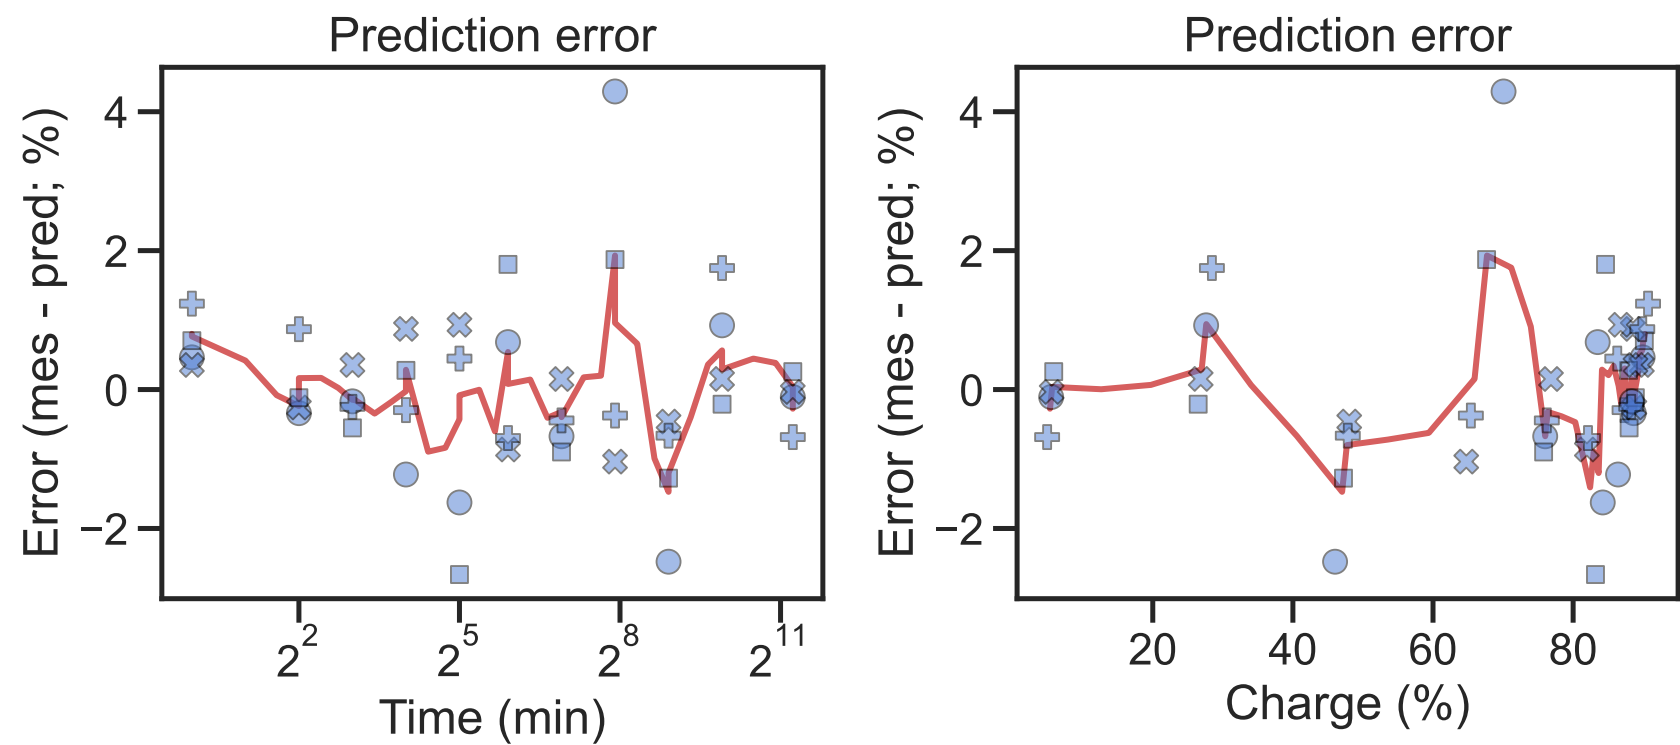 Prediction error
Error (mes - pred; %)
4
2
0
−2
2^2
2^5
2^8
2^11
Time (min)
Prediction error
Error (mes - pred; %)
4
2
0
−2
20
40
60
80
Charge (%)